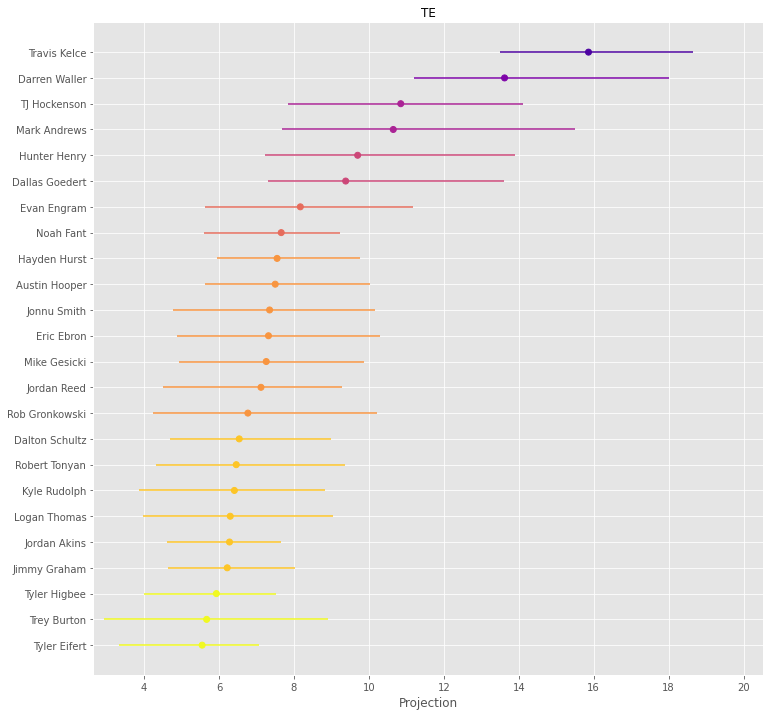 TE
Travis Kelce
Darren Waller
TJ Hockenson
Mark Andrews
Hunter Henry
Dallas Goedert
Evan Engram
Noah Fant
Hayden Hurst
Austin Hooper
Jonnu Smith
Eric Ebron
Mike Gesicki
Jordan Reed
Rob Gronkowski
Dalton Schultz
Robert Tonyan
Kyle Rudolph
Logan Thomas
Jordan Akins
Jimmy Graham
Tyler Higbee
Trey Burton
Tyler Eifert
4 6 8 10 12 14 16 18 20
Projection